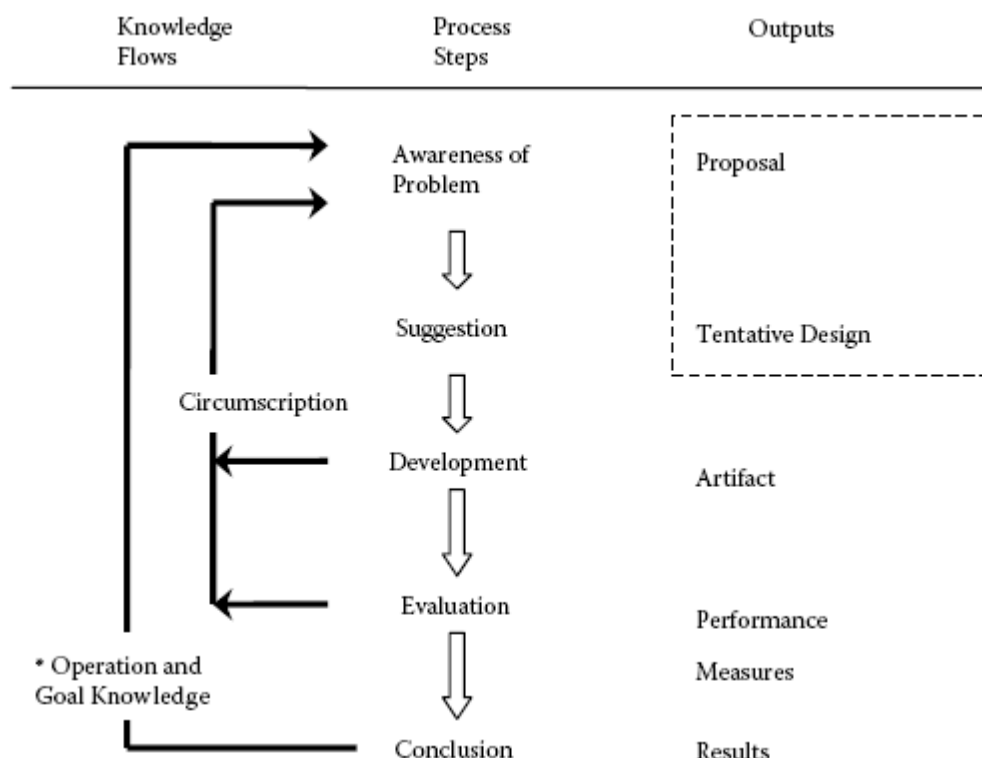 Knowledge
Flows
Process
Steps
Outputs
Awareness of
Problem
Proposal
Suggestion
Tentative Design
Circumscription
Development
Artifact
Evaluation
Performance
Measures
* Operation and
Goal Knowledge
Conclusion
Results